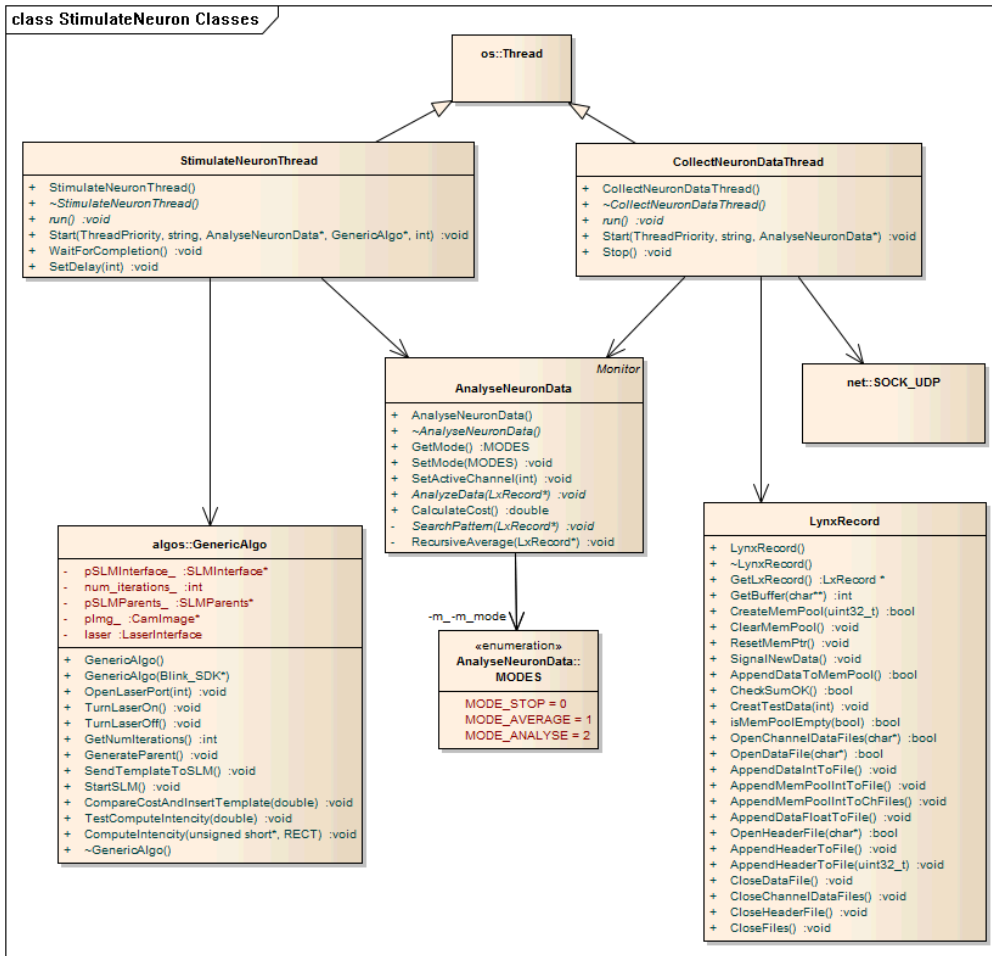 class StimulateNeuron Classes
os::Thread
StimulateNeuronThread
+ StimulateNeuronThread()
+ ~StimulateNeuronThread()
+ run() :void
+ Start(ThreadPriority, string, AnalyseNeuronData*, GenericAlgo*, int) :void
+ WaitForCompletion() :void
+ SetDelay(int) :void
CollectNeuronDataThread
+ CollectNeuronDataThread()
+ ~CollectNeuronDataThread()
+ run() :void
+ Start(ThreadPriority, string, AnalyseNeuronData*) :void
+ Stop() :void
Monitor
AnalyseNeuronData
+ AnalyseNeuronData()
+ ~AnalyseNeuronData()
+ GetMode() :MODES
+ SetMode(MODES) :void
+ SetActiveChannel(int) :void
+ AnalyzeData(LxRecord*) :void
+ CalculateCost() :double
- SearchPattern(LxRecord*) :void
- RecursiveAverage(LxRecord*) :void
net::SOCK_UDP
algos::GenericAlgo
- pSLMInterface_ :SLMInterface*
- num_iterations_ :int
- pSLMParents_ :SLMParents*
- pImg_ :CamImage*
- laser :LaserInterface
+ GenericAlgo()
+ GenericAlgo(Blink_SDK*)
+ OpenLaserPort(int) :void
+ TurnLaserOn() :void
+ TurnLaserOff() :void
+ GetNumIterations() :int
+ GenerateParent() :void
+ SendTemplateToSLM() :void
+ StartSLM() :void
+ CompareCostAndInsertTemplate(double) :void
+ TestComputeIntencity(double) :void
+ ComputeIntencity(unsigned short*, RECT) :void
+ ~GenericAlgo()
-m_-m_mode
«enumeration»
AnalyseNeuronData::
MODES
MODE_STOP = 0
MODE_AVERAGE = 1
MODE_ANALYSE = 2
LynxRecord
+ LynxRecord()
+ ~LynxRecord()
+ GetLxRecord() :LxRecord *
+ GetBuffer(char**) :int
+ CreateMemPool(uint32_t) :bool
+ ClearMemPool() :void
+ ResetMemPtr() :void
+ SignalNewData() :void
+ AppendDataToMemPool() :bool
+ CheckSumOK() :bool
+ CreatTestData(int) :void
+ isMemPoolEmpty(bool) :bool
+ OpenChannelDataFiles(char*) :bool
+ OpenDataFile(char*) :bool
+ AppendDataIntToFile() :void
+ AppendMemPoolIntToFile() :void
+ AppendMemPoolIntToChFiles() :void
+ AppendDataFloatToFile() :void
+ OpenHeaderFile(char*) :bool
+ AppendHeaderToFile() :void
+ AppendHeaderToFile(uint32_t) :void
+ CloseDataFile() :void
+ CloseChannelDataFiles() :void
+ CloseHeaderFile() :void
+ CloseFiles() :void